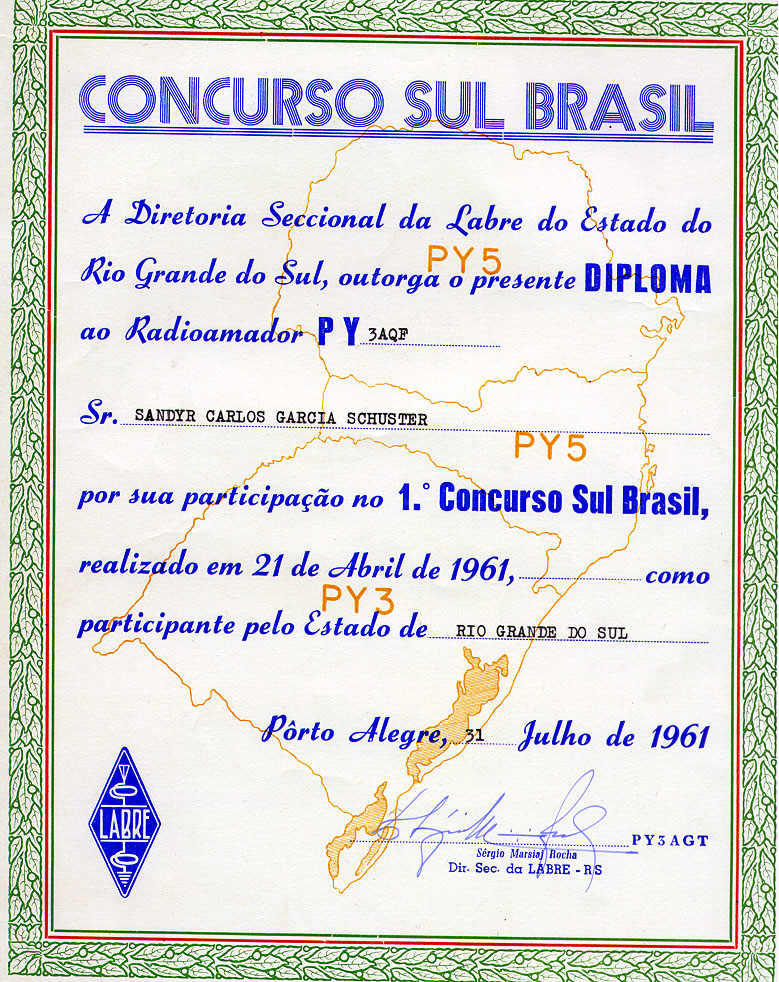 CONCURSO SUL BRASIL
A Diretoria Seccional da Labre do Estado do
PY5
Rio Grande do Sul, outorga o presente DIPLOMA
ao Radioamador PY 3AQF
Sr. SANDYR CARLOS GARCIA SCHUSTER
PY5
por sua participação no 1.° Concurso Sul Brasil,
realizado em 21 de Abril de 1961, como
PY3
participante pelo Estado de RIO GRANDE DO SUL
Pôrto Alegre, 31 Julho de 1961
LABRE
PY3AGT
Sérgio Marsiaj Rocha
Dir. Sec. da LABRE - RS